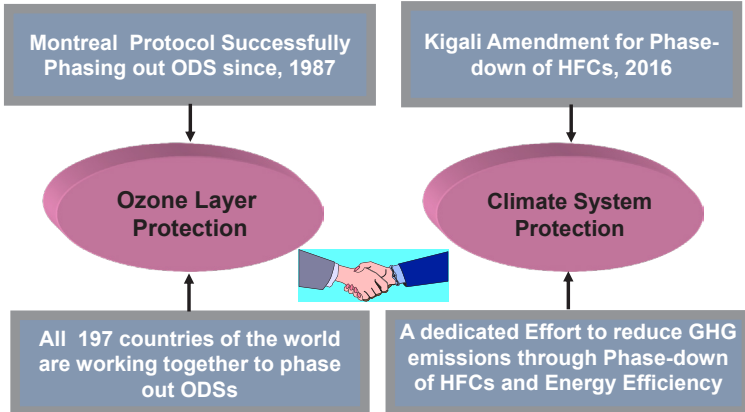 Montreal Protocol Successfully
Phasing out ODS since, 1987
Kigali Amendment for Phase-
down of HFCs, 2016
Ozone Layer
Protection
Climate System
Protection
All 197 countries of the world
are working together to phase
out ODSs
A dedicated Effort to reduce GHG
emissions through Phase-down
of HFCs and Energy Efficiency